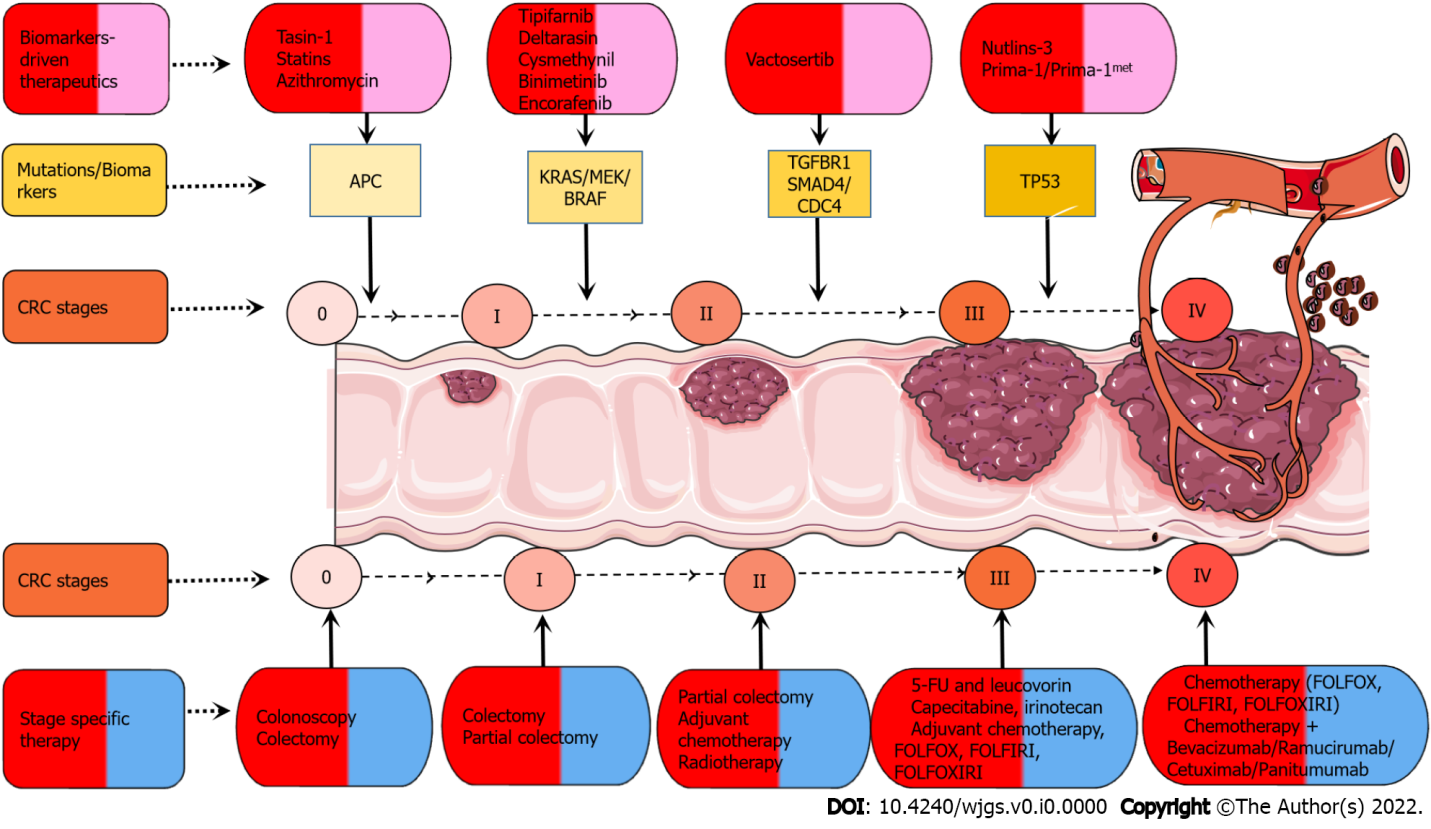 Biomarkers-
driven
therapeutics
Tasin-1
Statins
Azithromycin
Tipifarnib
Deltarasin
Cysmethynil
Binimetinib
Encorafenib
Vactosertib
Nutlins-3
Prima-1/Prima-1met
Mutations/Bioma
rkers
APC
KRAS/MEK/
BRAF
TGFBR1
SMAD4/
CDC4
TP53
CRC stages
0
I
II
III
IV
CRC stages
0
I
II
III
IV
Stage specific
therapy
Colonoscopy
Colectomy
Colectomy
Partial colectomy
Partial colectomy
Adjuvant
chemotherapy
Radiotherapy
5-FU and leucovorin
Capecitabine, irinotecan
Adjuvant chemotherapy,
FOLFOX, FOLFIRI,
FOLFOXIRI
Chemotherapy (FOLFOX,
FOLFIRI, FOLFOXIRI)
Chemotherapy +
Bevacizumab/Ramucirumab/
Cetuximab/Panitumumab
DOI: 10.4240/wjgs.v0.i0.0000 Copyright ©The Author(s) 2022.